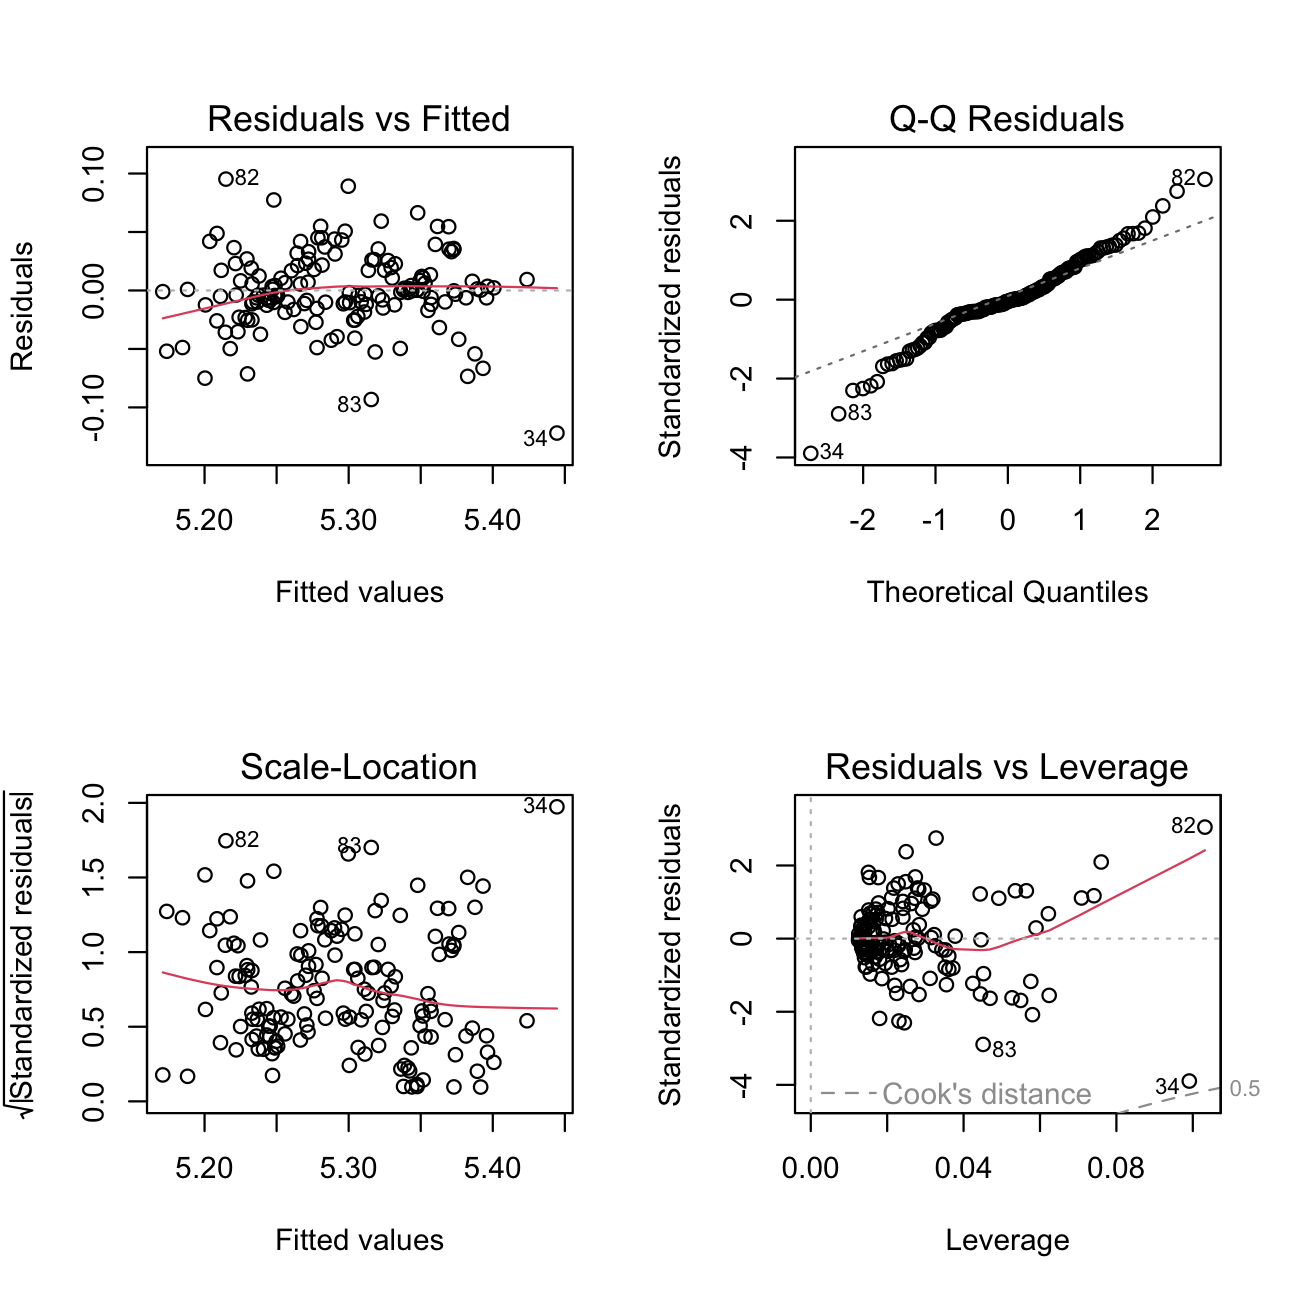 Residuals vs Fitted
Residuals
0.10
0.00
-0.10
82
83
34
5.20 5.30 5.40
Fitted values
Q-Q Residuals
Standardized residuals
2
0
-2
-4
82
83
34
-2 -1 0 1 2
Theoretical Quantiles
Scale-Location
√|Standardized residuals|
2.0
1.5
1.0
0.5
0.0
34
82
83
5.20 5.30 5.40
Fitted values
Residuals vs Leverage
Standardized residuals
2
0
-2
-4
82
83
34
Cook's distance
0.5
0.00 0.04 0.08
Leverage